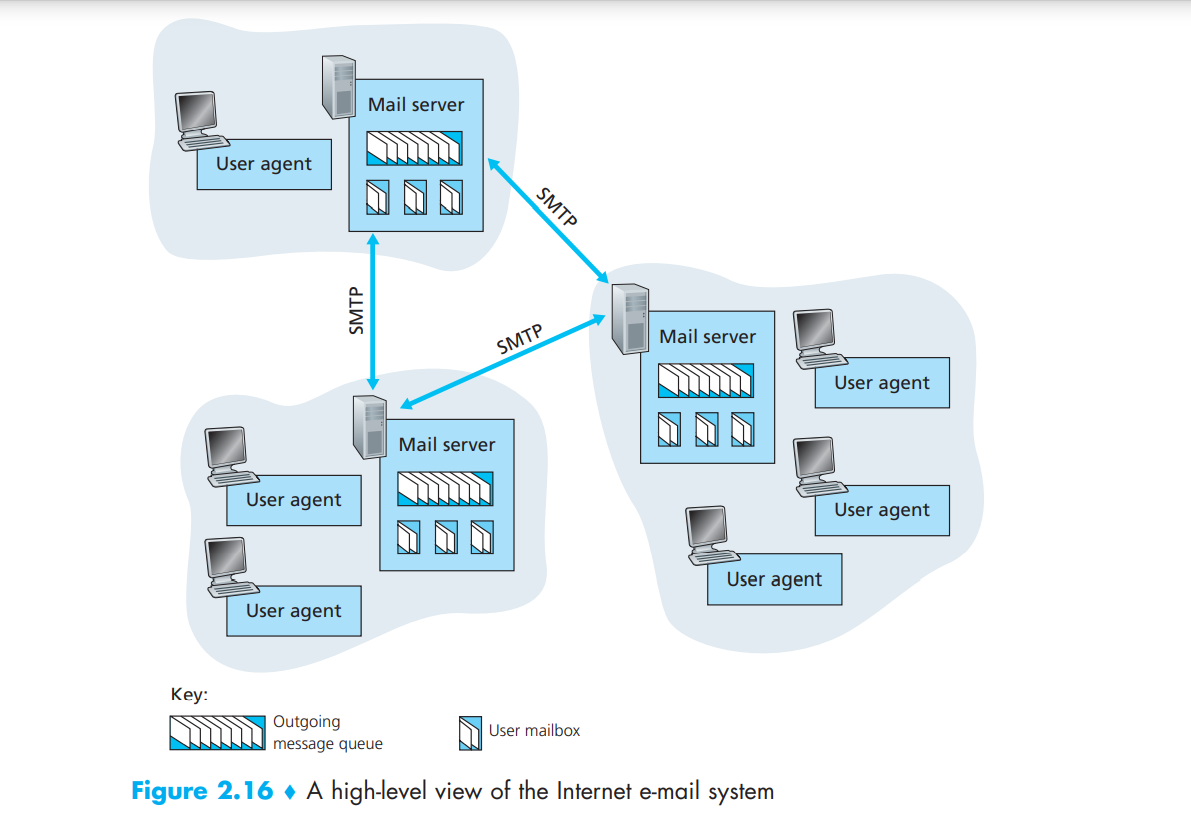 Mail server
User agent
SMTP
SMTP
SMTP
Mail server
User agent
User agent
User agent
Mail server
User agent
User agent
Key:
Outgoing
message queue
User mailbox
Figure 2.16 ♦ A high-level view of the Internet e-mail system